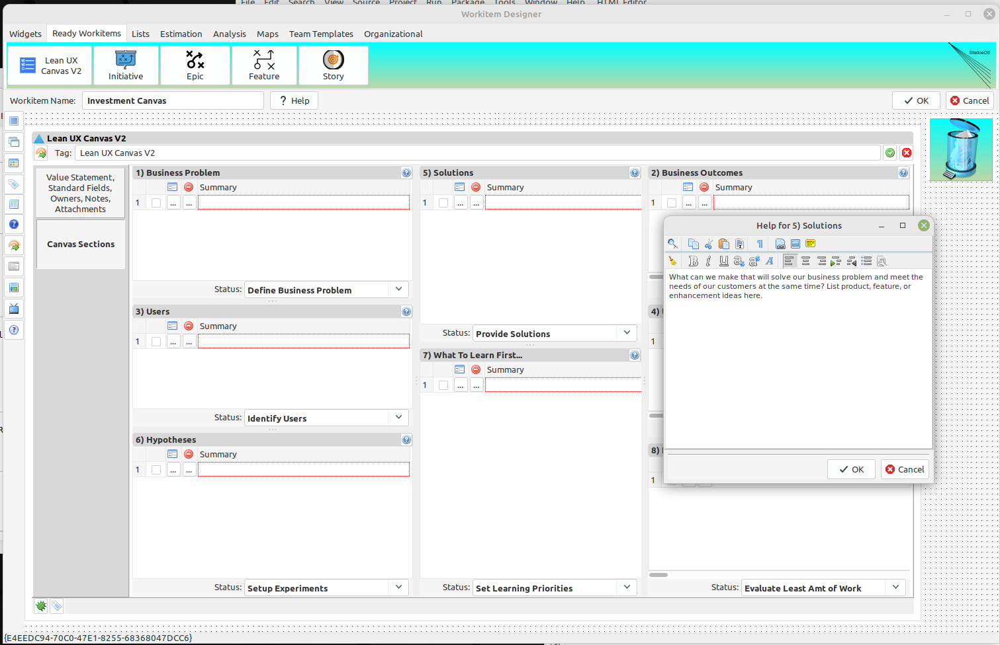 File Edit Search View Source Project Run Package Tools Window Help HTML Editor
Workitem Designer
Widgets Ready Workitems Lists Estimation Analysis Maps Team Templates Organizational
Lean UX
Canvas V2
Initiative
Epic
Feature
Story
SitelineOS
Workitem Name: Investment Canvas ? Help OK Cancel
Lean UX Canvas V2
Tag: Lean UX Canvas V2
Value Statement,
Standard Fields,
Owners, Notes,
Attachments
Canvas Sections
1) Business Problem
Summary
1 ... ...
Status: Define Business Problem
3) Users
Summary
1 ... ...
Status: Identify Users
6) Hypotheses
Summary
1 ... ...
Status: Setup Experiments
5) Solutions
Summary
1 ... ...
Status: Provide Solutions
7) What To Learn First...
Summary
1 ... ...
Status: Set Learning Priorities
2) Business Outcomes
Summary
1 ... ...
4)
1
8)
1
Status: Evaluate Least Amt of Work
Help for 5) Solutions
What can we make that will solve our business problem and meet the
needs of our customers at the same time? List product, feature, or
enhancement ideas here.
OK Cancel
{E4EEDC94-70C0-47E1-8255-68368047DCC6}